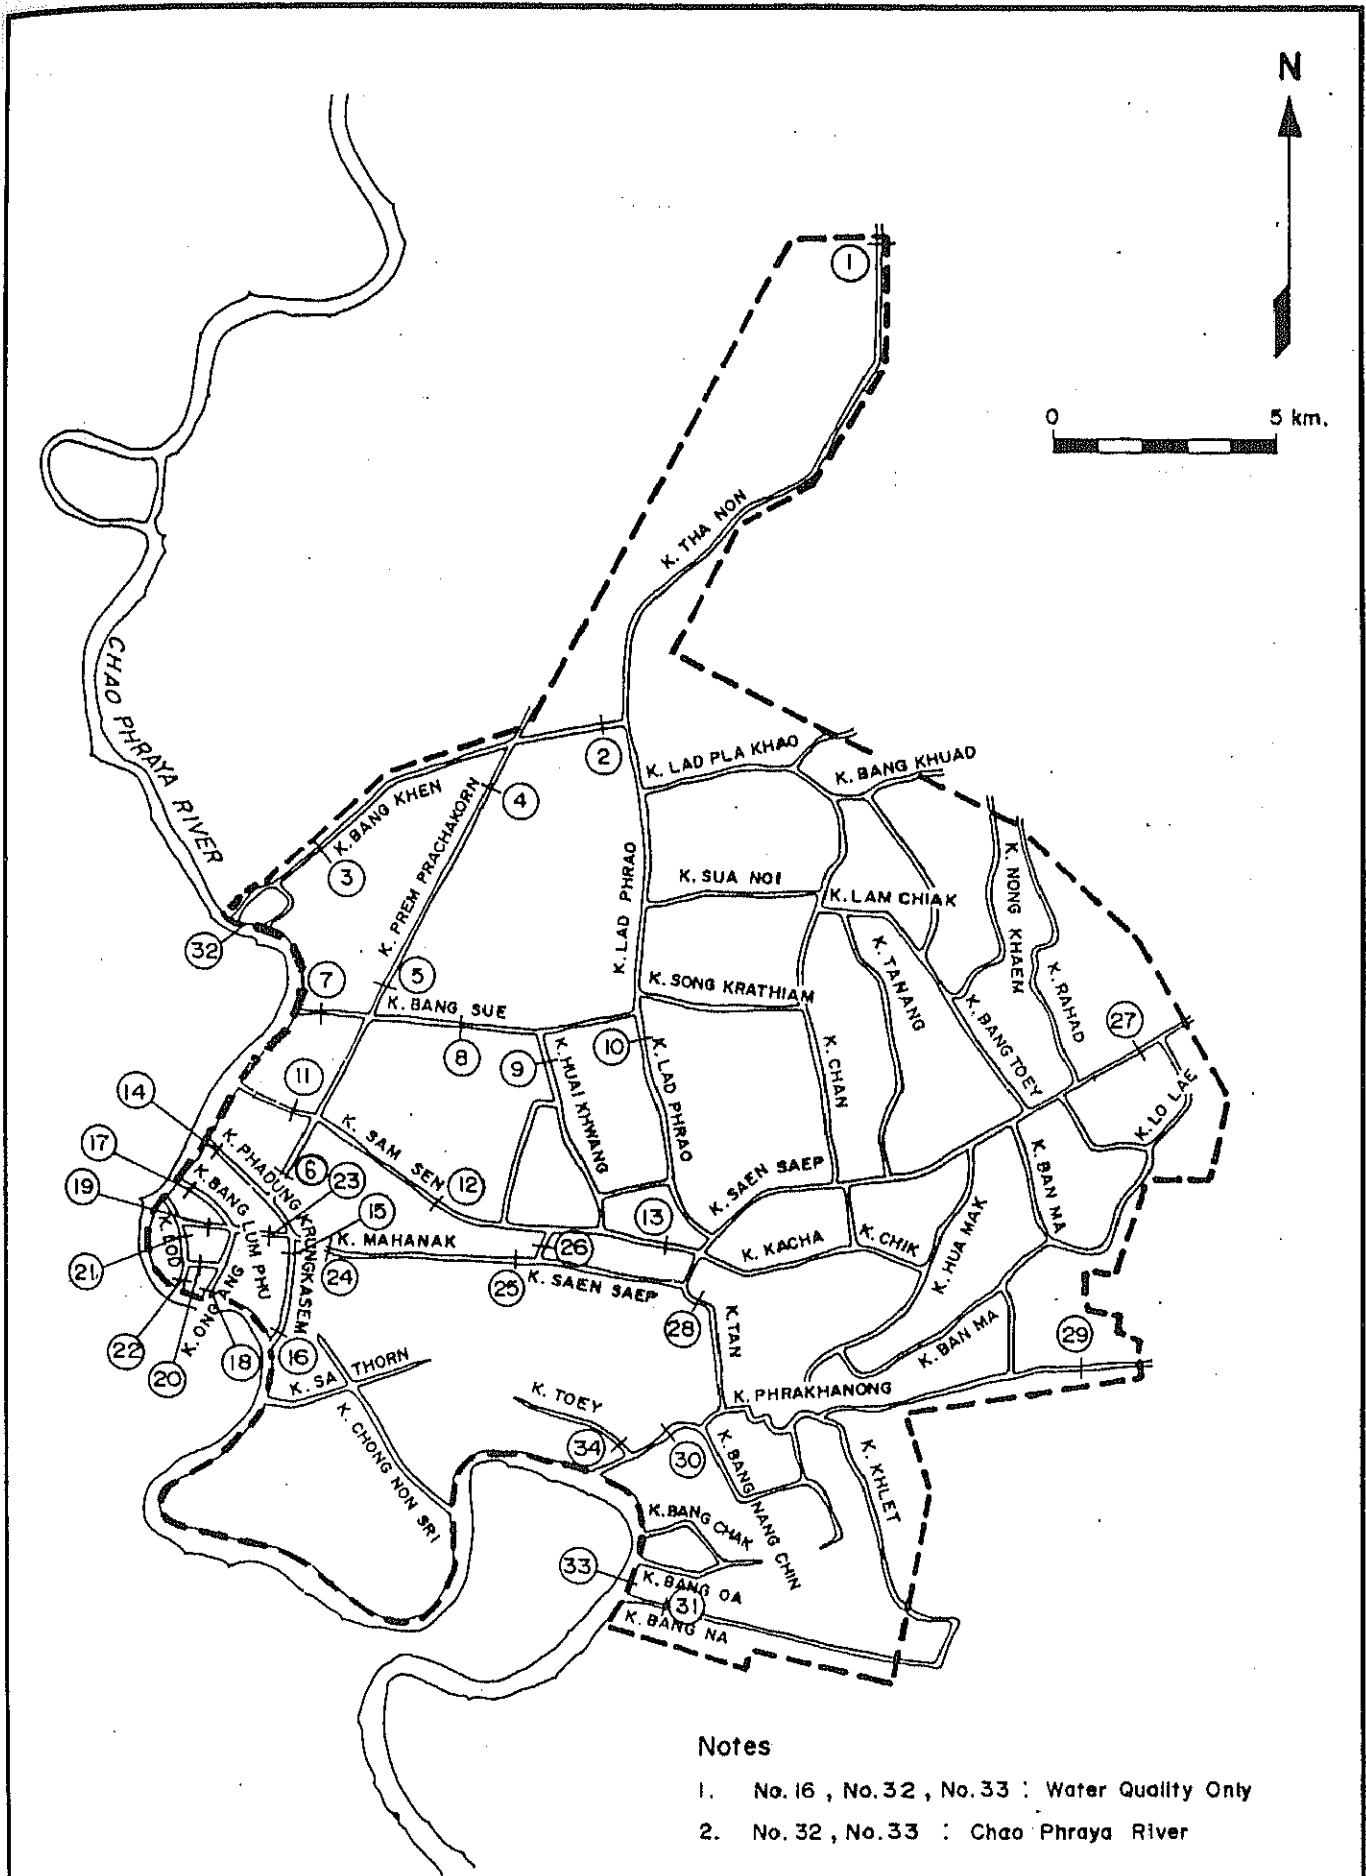 N
0 5 km.
1
K. THA NON
CHAO PHRAYA RIVER
2
K. LAD PLA KHAO
K. BANG KHUAD
K. BANG KHEN
3
4
K. PREM PRACHAKORN
K. LAD PHRAO
K. SUA NOI
K. LAM CHIAK
K. NONG KHAEM
K. RAHAD
K. TANANG
32
7
5
K. BANG SUE
K. SONG KRATHIAM
K. BANG TOEY
27
8
9
10
K. HUAI KHWANG
K. LAD PHRAO
K. CHAN
K. LO LAE
11
14
K. SAM SEN
K. PHADUNG KRUNGKASEM
17
K. BANG LUM PHU
6
23
12
K. SAEN SAEP
K. BAN MA
19
15
13
K. LOD
K. MAHANAK
K. KACHA
K. CHIK
K. HUA MAK
21
26
24
25
K. SAEN SAEP
K. ONG ANG
28
K. TAN
22
20
18
16
K. BAN MA
29
K. SA THORN
K. PHRAKHANONG
K. TOEY
K. CHONG NON SRI
34
30
K. BANG NANG CHIN
K. KHLET
K. BANG CHAK
33
K. BANG OA
31
K. BANG NA
Notes
1. No. 16 , No. 32 , No. 33 : Water Quality Only
2. No. 32 , No. 33 : Chao Phraya River